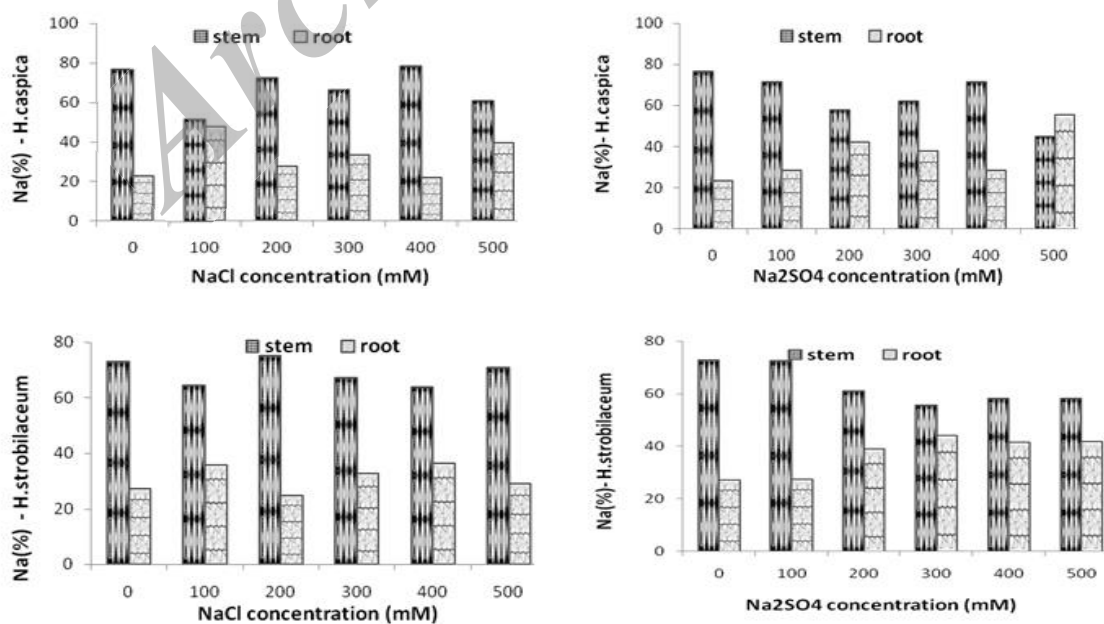 100
80
60
40
20
0
Na(%) - H.caspica
stem root
0 100 200 300 400 500
NaCl concentration (mM)
100
80
60
40
20
0
Na(%)- H.caspica
stem root
0 100 200 300 400 500
Na2SO4 concentration (mM)
80
60
40
20
0
Na(%) - H.strobilaceum
stem root
0 100 200 300 400 500
NaCl concentration (mM)
80
60
40
20
0
Na(%)- H.strobilaceum
stem root
0 100 200 300 400 500
Na2SO4 concentration (mM)